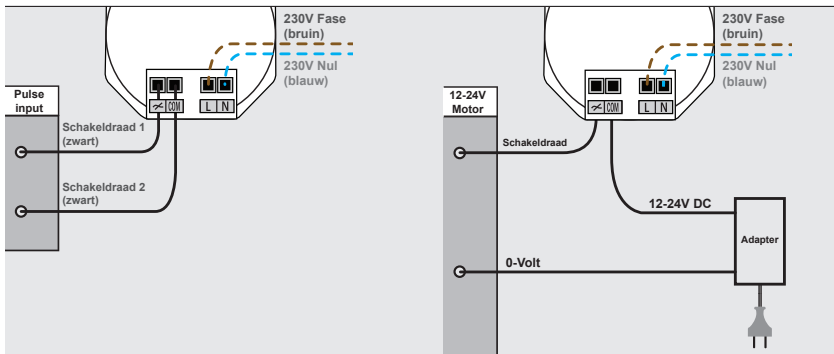 230V Fase
(bruin)
230V Nul
(blauw)
COM
L N
Pulse
input
Schakeldraad 1
(zwart)
Schakeldraad 2
(zwart)
230V Fase
(bruin)
230V Nul
(blauw)
COM
L N
12-24V
Motor
Schakeldraad
12-24V DC
Adapter
0-Volt